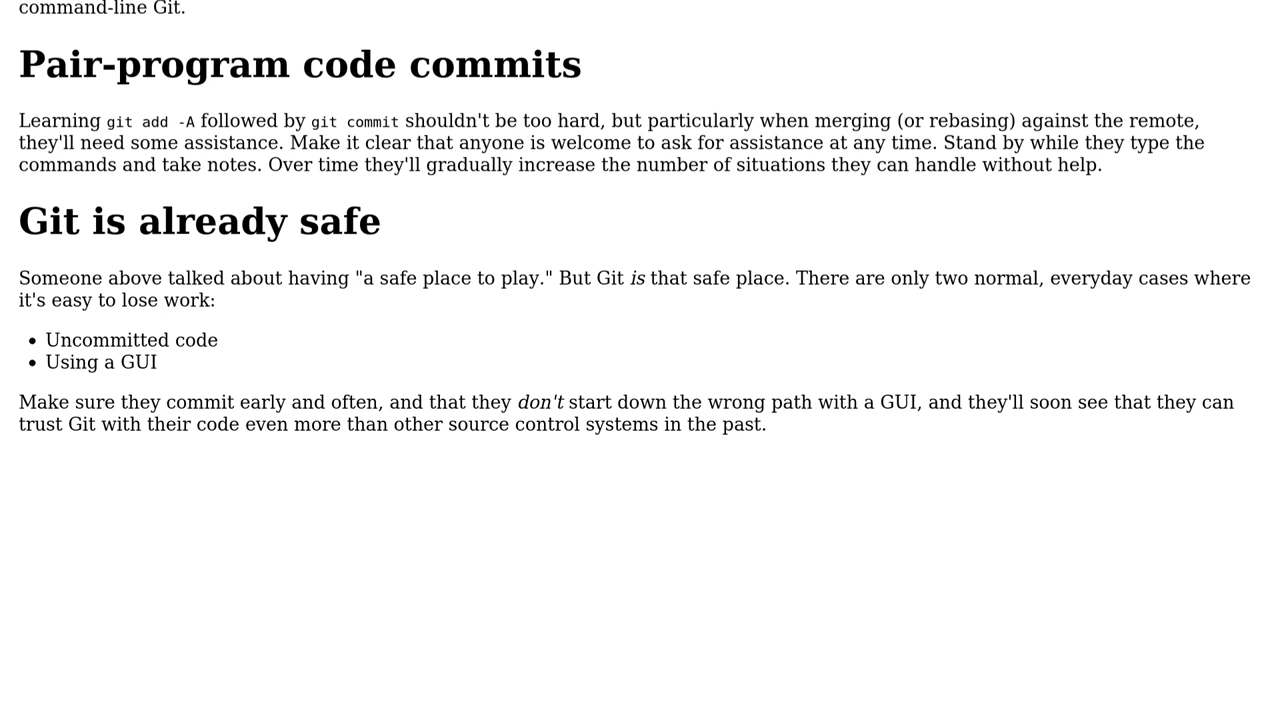 command-line Git.
Pair-program code commits
Learning git add -A followed by git commit shouldn't be too hard, but particularly when merging (or rebasing) against the remote,
they'll need some assistance. Make it clear that anyone is welcome to ask for assistance at any time. Stand by while they type the
commands and take notes. Over time they'll gradually increase the number of situations they can handle without help.
Git is already safe
Someone above talked about having "a safe place to play." But Git is that safe place. There are only two normal, everyday cases where
it's easy to lose work:
• Uncommitted code
• Using a GUI
Make sure they commit early and often, and that they don't start down the wrong path with a GUI, and they'll soon see that they can
trust Git with their code even more than other source control systems in the past.